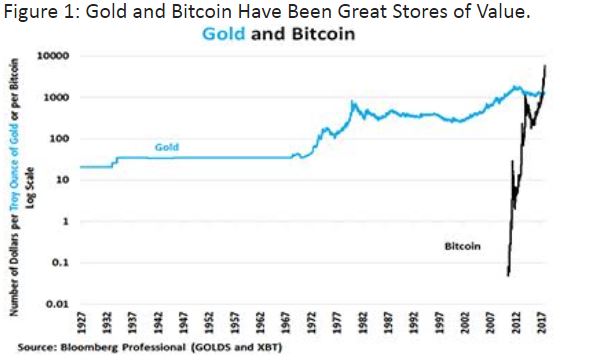 Figure 1: Gold and Bitcoin Have Been Great Stores of Value.
Gold and Bitcoin
Number of Dollars per Troy Ounce of Gold or per Bitcoin
Log Scale
10000
1000
100
10
1
0.1
0.01
Gold
Bitcoin
1927 1932 1937 1942 1947 1952 1957 1962 1967 1972 1977 1982 1987 1992 1997 2002 2007 2012 2017
Source: Bloomberg Professional (GOLDS and XBT)